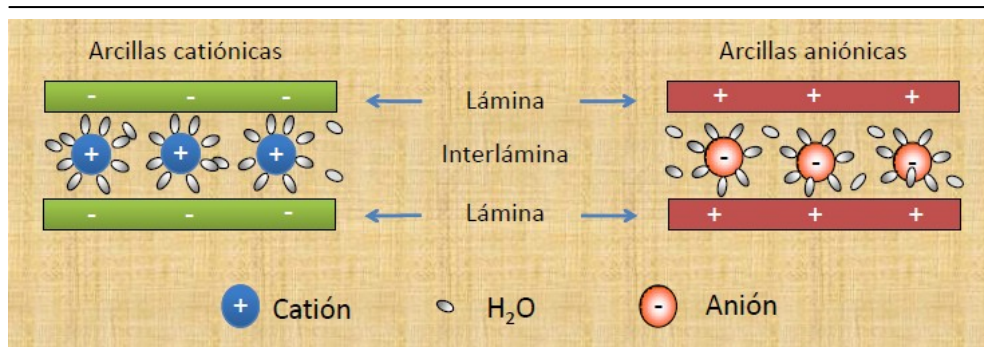 Arcillas catiónicas
Arcillas aniónicas
- - -
+ + +
Lámina
+ + +
Interlámina
- - -
- - -
Lámina
+ + +
+ Catión
H₂O
- Anión